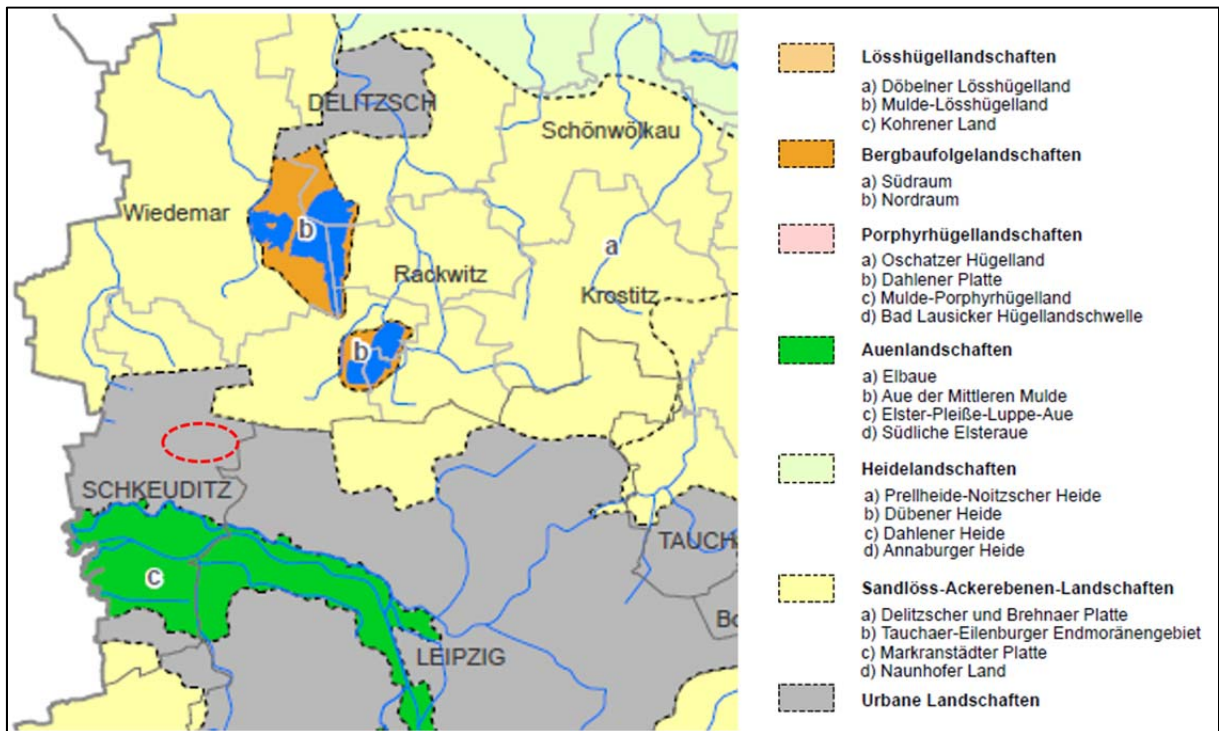 DELITZSCH
Schönwölkau
Wiedemar
b
a
Rackwitz
Krostitz
b
SCHKEUDITZ
TAUCH
c
Bo
LEIPZIG
Lösshügellandschaften
a) Döbelner Lösshügelland
b) Mulde-Lösshügelland
c) Kohrener Land
Bergbaufolgelandschaften
a) Südraum
b) Nordraum
Porphyrhügellandschaften
a) Oschatzer Hügelland
b) Dahlener Platte
c) Mulde-Porphyrhügelland
d) Bad Lausicker Hügellandschwelle
Auenlandschaften
a) Elbaue
b) Aue der Mittleren Mulde
c) Elster-Pleiße-Luppe-Aue
d) Südliche Elsteraue
Heidelandschaften
a) Prellheide-Noitzscher Heide
b) Dübener Heide
c) Dahlener Heide
d) Annaburger Heide
Sandlöss-Ackerebenen-Landschaften
a) Delitzscher und Brehnaer Platte
b) Tauchaer-Eilenburger Endmoränengebiet
c) Markranstädter Platte
d) Naunhofer Land
Urbane Landschaften